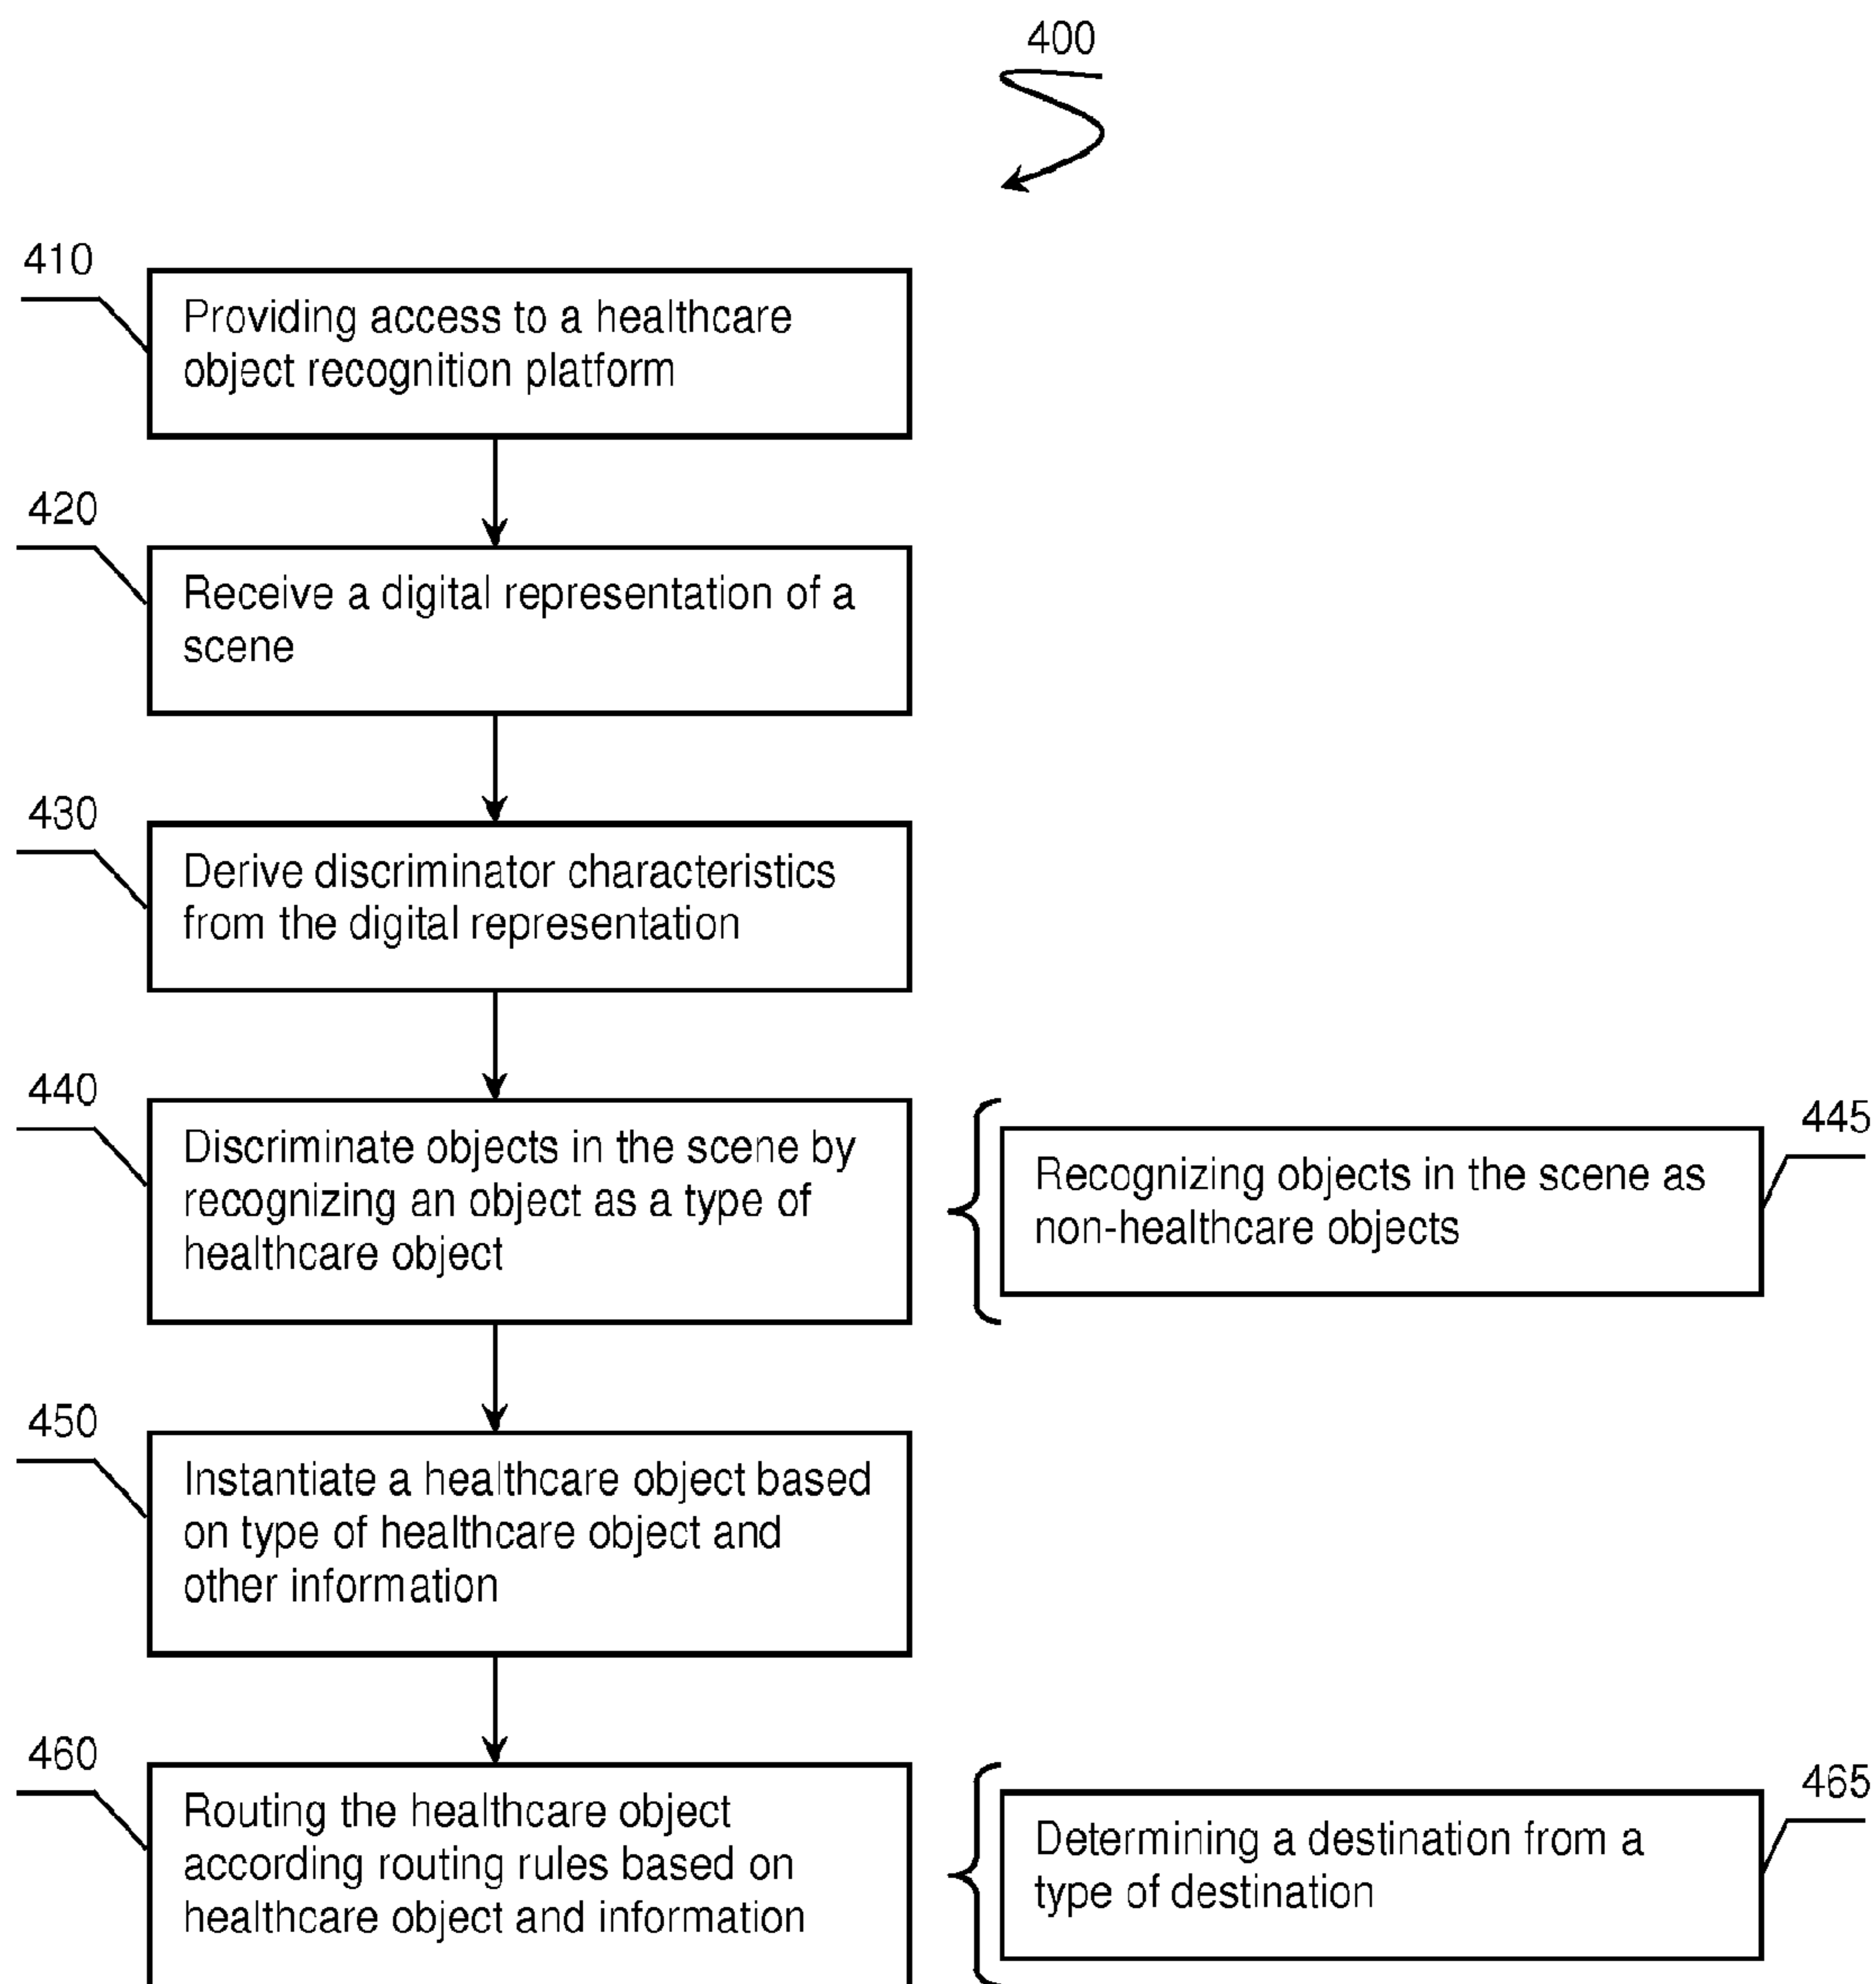 400
410
Providing access to a healthcare
object recognition platform
420
Receive a digital representation of a
scene
430
Derive discriminator characteristics
from the digital representation
440
Discriminate objects in the scene by
recognizing an object as a type of
healthcare object
445
Recognizing objects in the scene as
non-healthcare objects
450
Instantiate a healthcare object based
on type of healthcare object and
other information
460
Routing the healthcare object
according routing rules based on
healthcare object and information
465
Determining a destination from a
type of destination